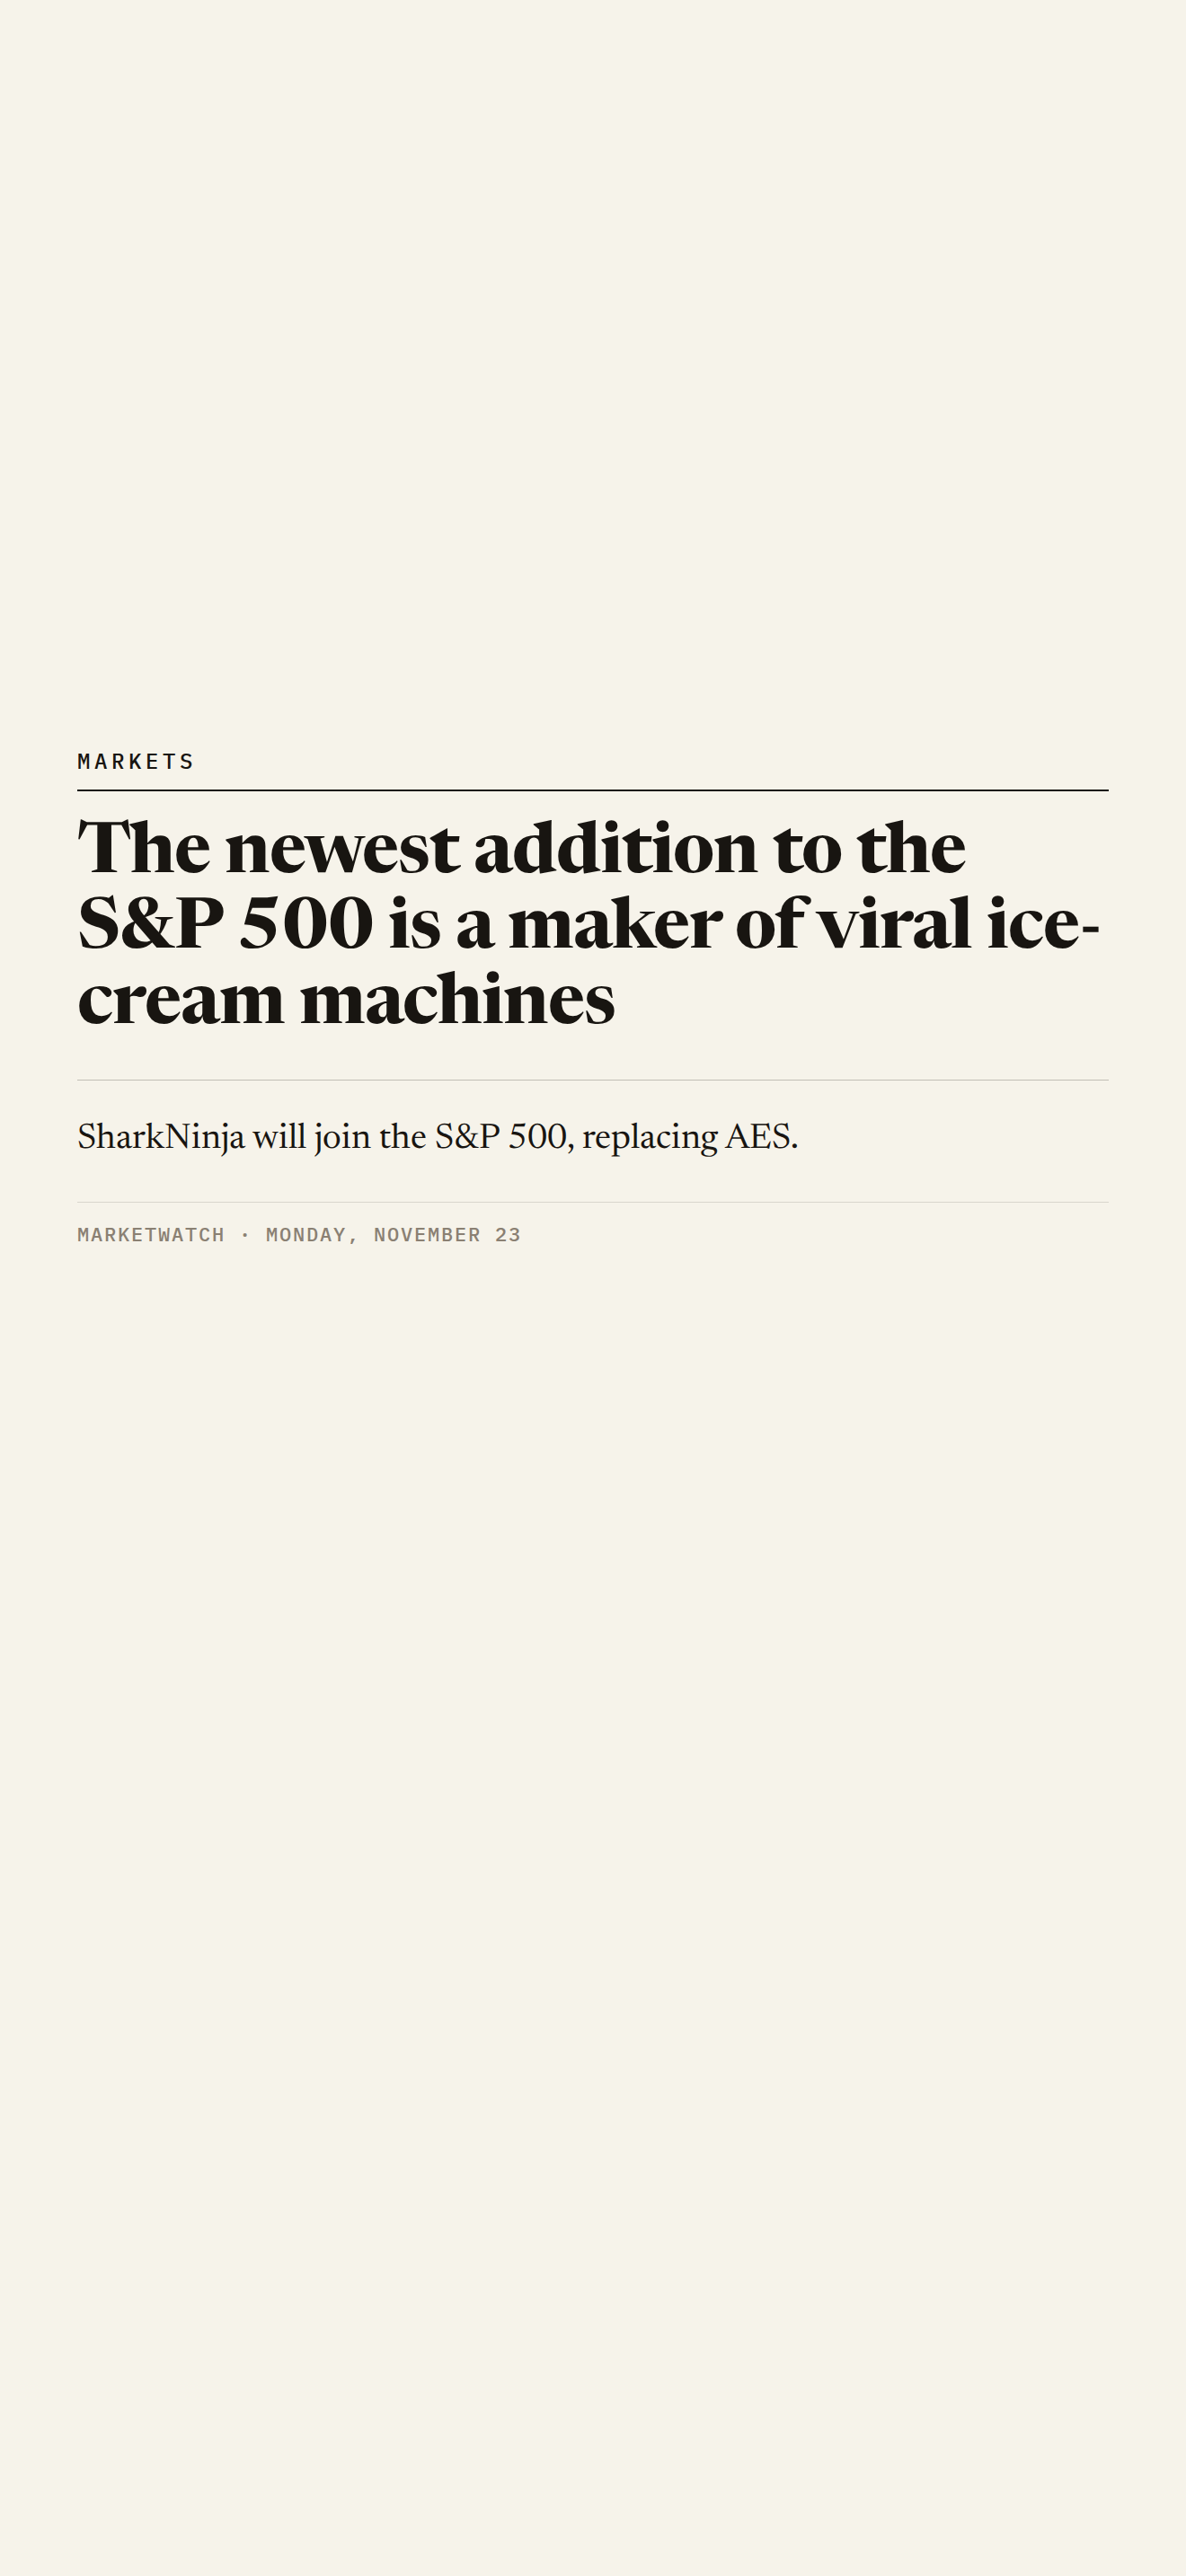 MARKETS
The newest addition to the
S&P 500 is a maker of viral ice-
cream machines
SharkNinja will join the S&P 500, replacing AES.
MARKETWATCH · MONDAY, NOVEMBER 23